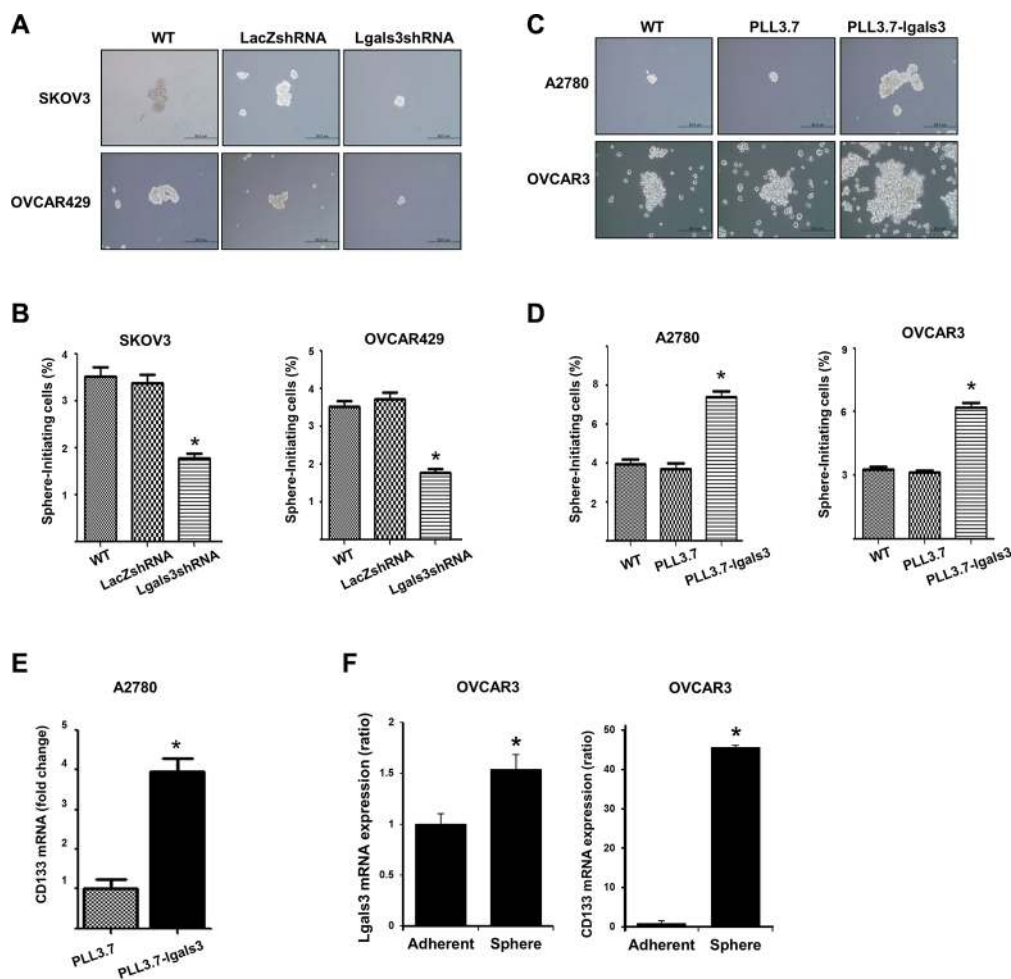 A
WT
LacZshRNA
Lgals3shRNA
SKOV3
OVCAR429
C
WT
PLL3.7
PLL3.7-lgals3
A2780
OVCAR3
B
SKOV3
Sphere-Initiating cells (%)
4
3
2
1
WT
LacZshRNA
Lgals3shRNA
*
OVCAR429
Sphere-Initiating cells (%)
5
4
3
2
1
WT
LacZshRNA
Lgals3shRNA
*
D
A2780
Sphere-Initiating cells (%)
8
6
4
2
WT
PLL3.7
PLL3.7-lgals3
*
OVCAR3
Sphere-Initiating cells (%)
9
6
3
WT
PLL3.7
PLL3.7-lgals3
*
E
A2780
CD133 mRNA (fold change)
5
4
3
2
1
PLL3.7
PLL3.7-lgals3
*
F
OVCAR3
Lgals3 mRNA expression (ratio)
2
1.5
1
0.5
0
Adherent
Sphere
*
OVCAR3
CD133 mRNA expression (ratio)
50
40
30
20
10
0
Adherent
Sphere
*